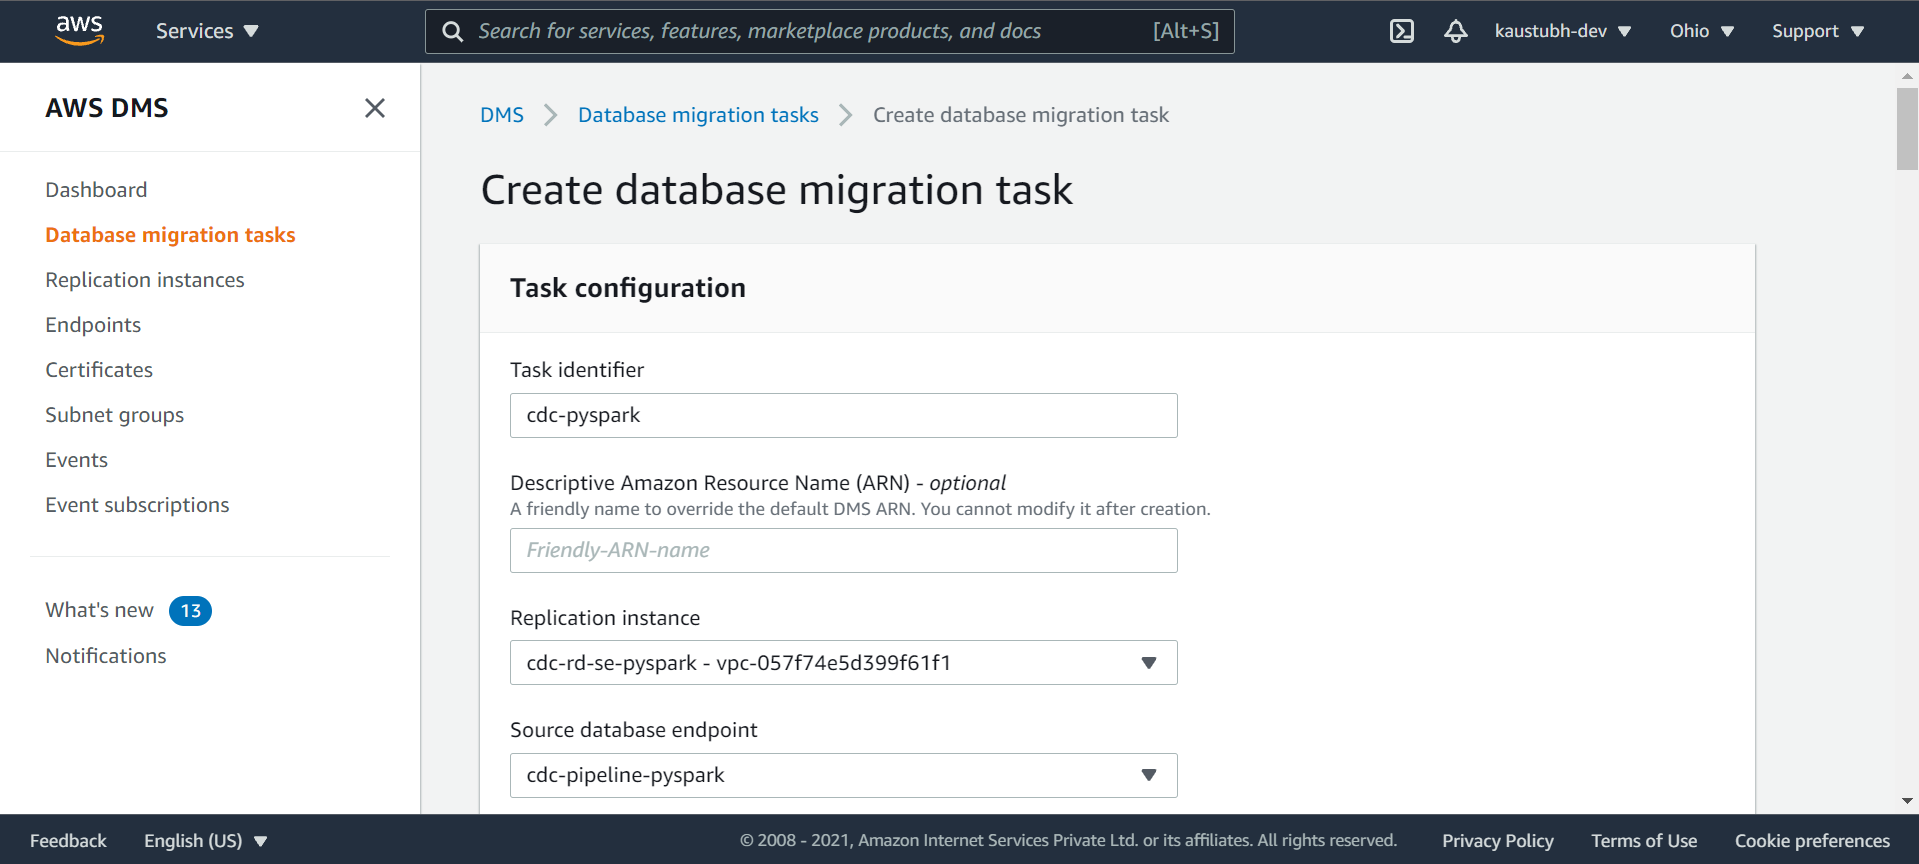 aws
Services
Search for services, features, marketplace products, and docs
[Alt+S]
kaustubh-dev
Ohio
Support
AWS DMS
Dashboard
Database migration tasks
Replication instances
Endpoints
Certificates
Subnet groups
Events
Event subscriptions
What's new 13
Notifications
DMS Database migration tasks Create database migration task
Create database migration task
Task configuration
Task identifier
cdc-pyspark
Descriptive Amazon Resource Name (ARN) - optional
A friendly name to override the default DMS ARN. You cannot modify it after creation.
Friendly-ARN-name
Replication instance
cdc-rd-se-pyspark - vpc-057f74e5d399f61f1
Source database endpoint
cdc-pipeline-pyspark
Feedback
English (US)
© 2008 - 2021, Amazon Internet Services Private Ltd. or its affiliates. All rights reserved.
Privacy Policy
Terms of Use
Cookie preferences